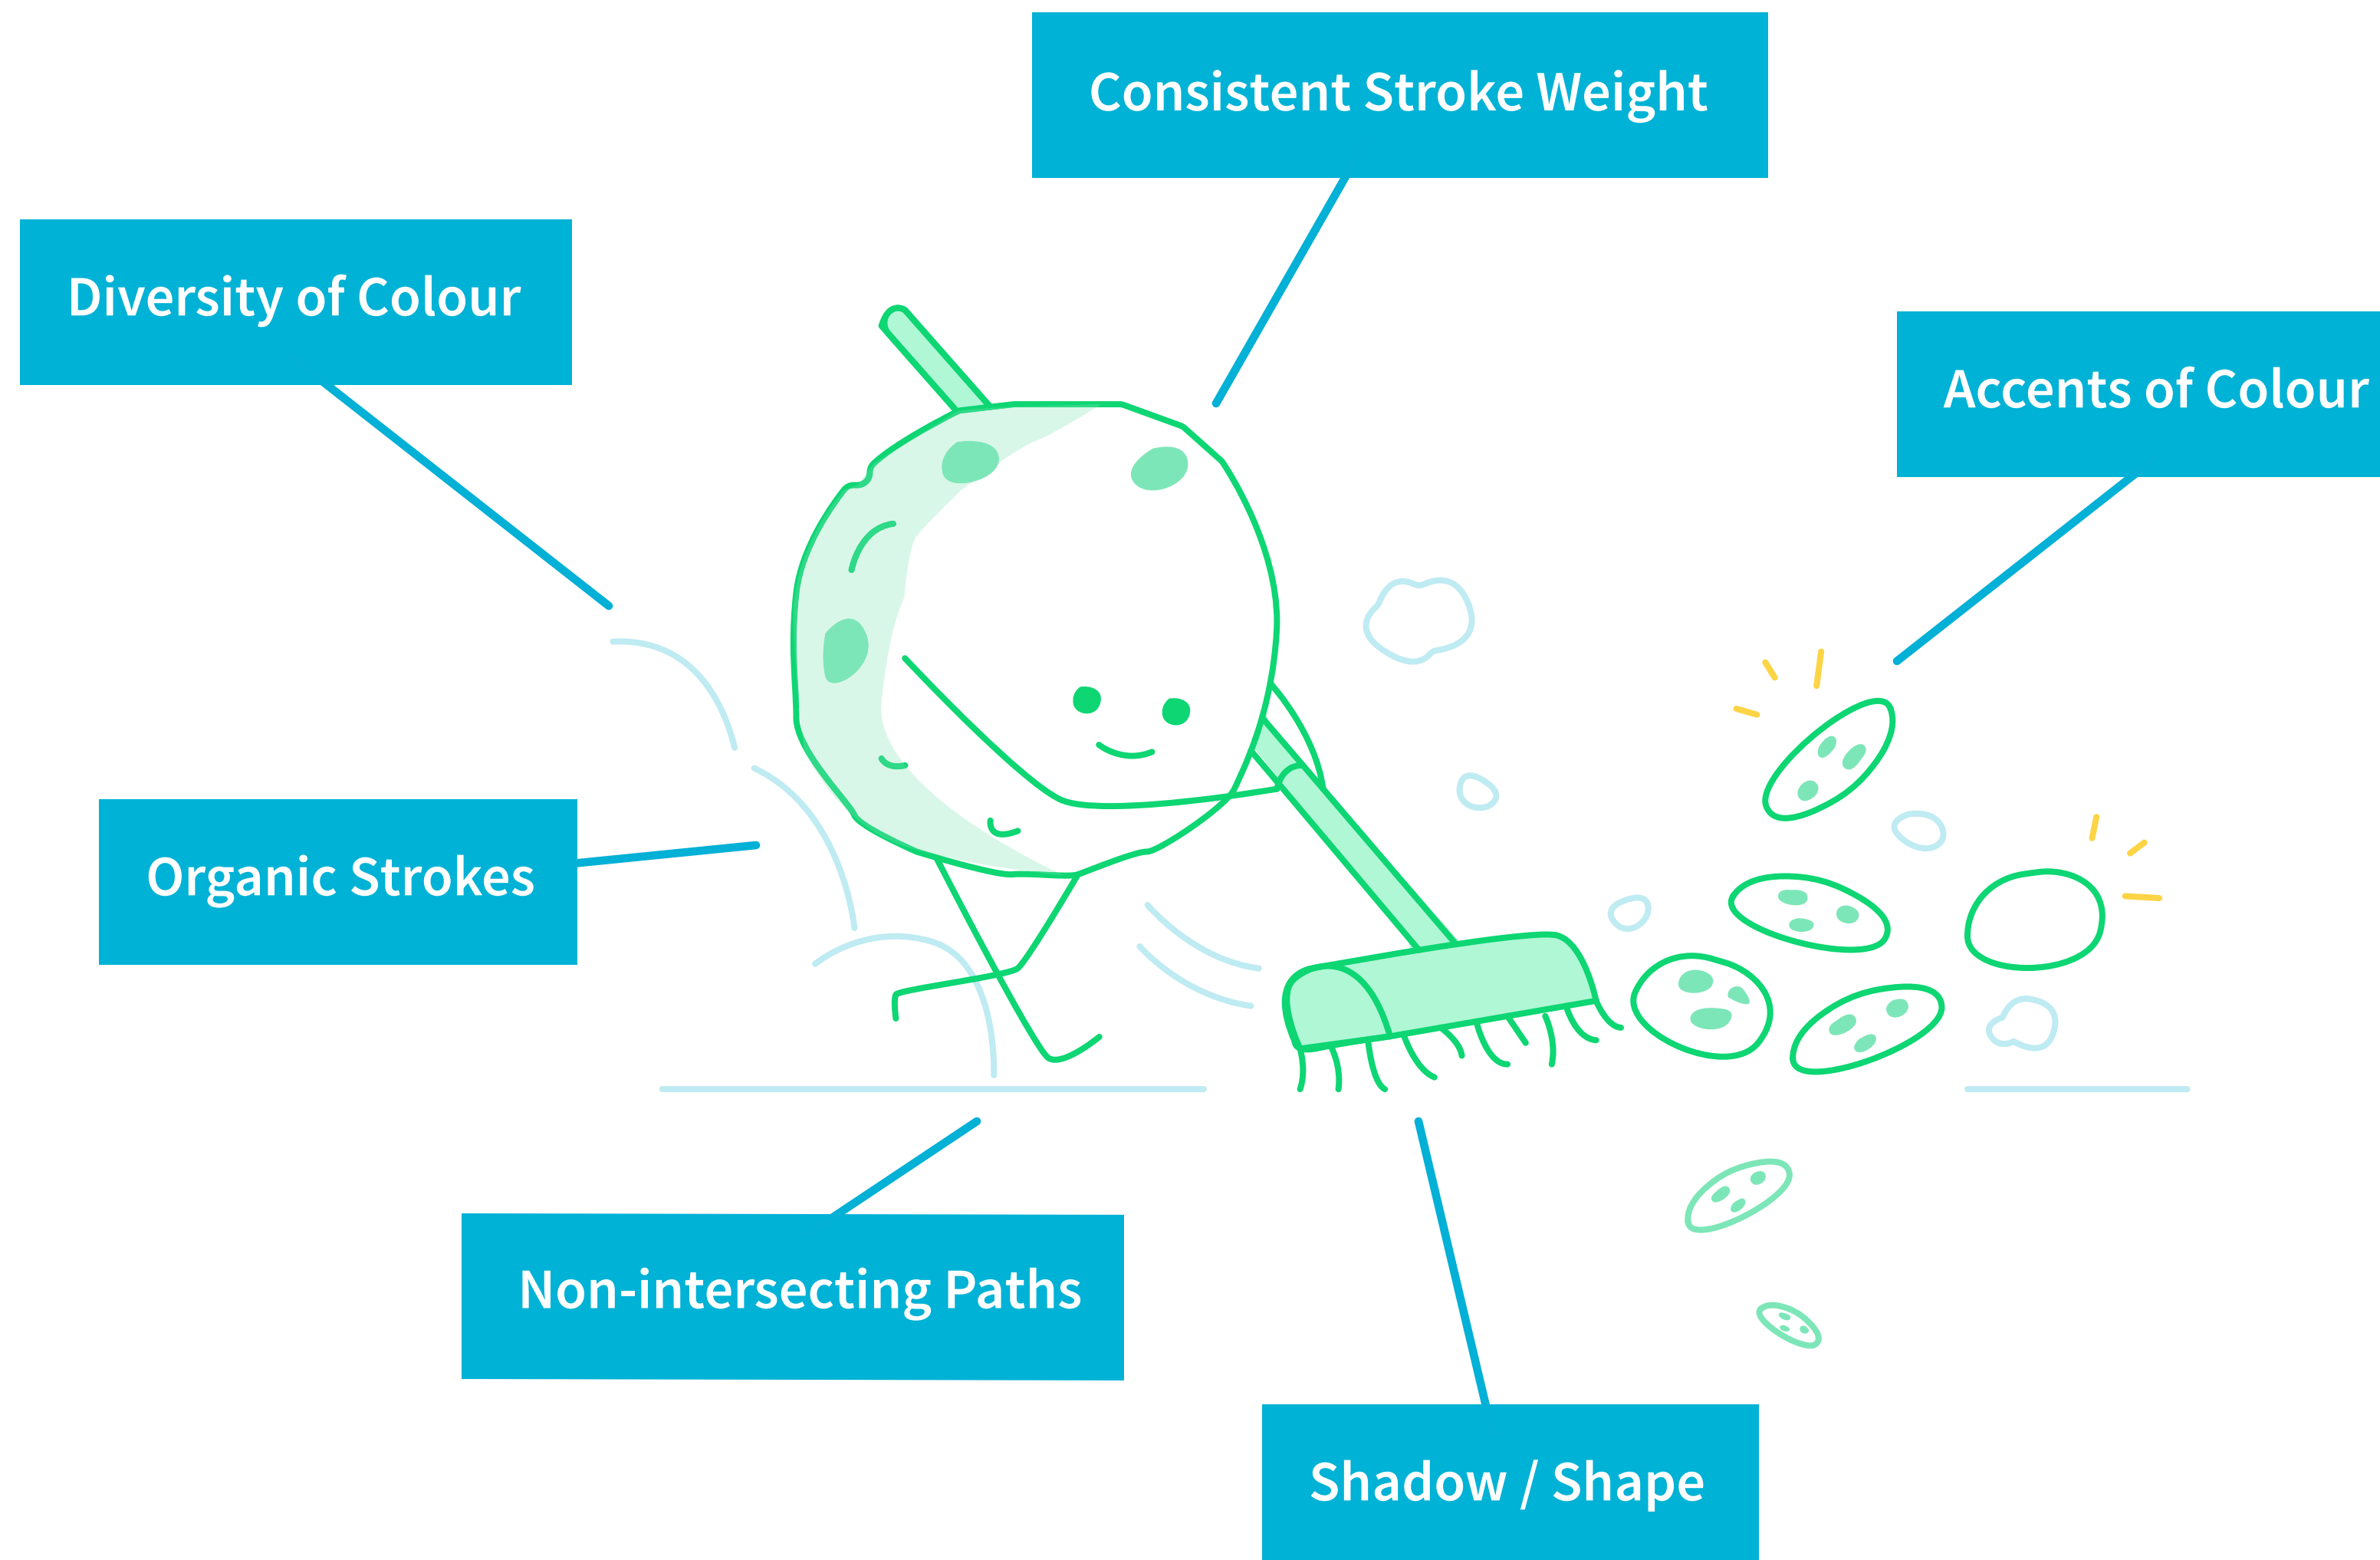 Consistent Stroke Weight
Diversity of Colour
Accents of Colour
Organic Strokes
Non-intersecting Paths
Shadow / Shape